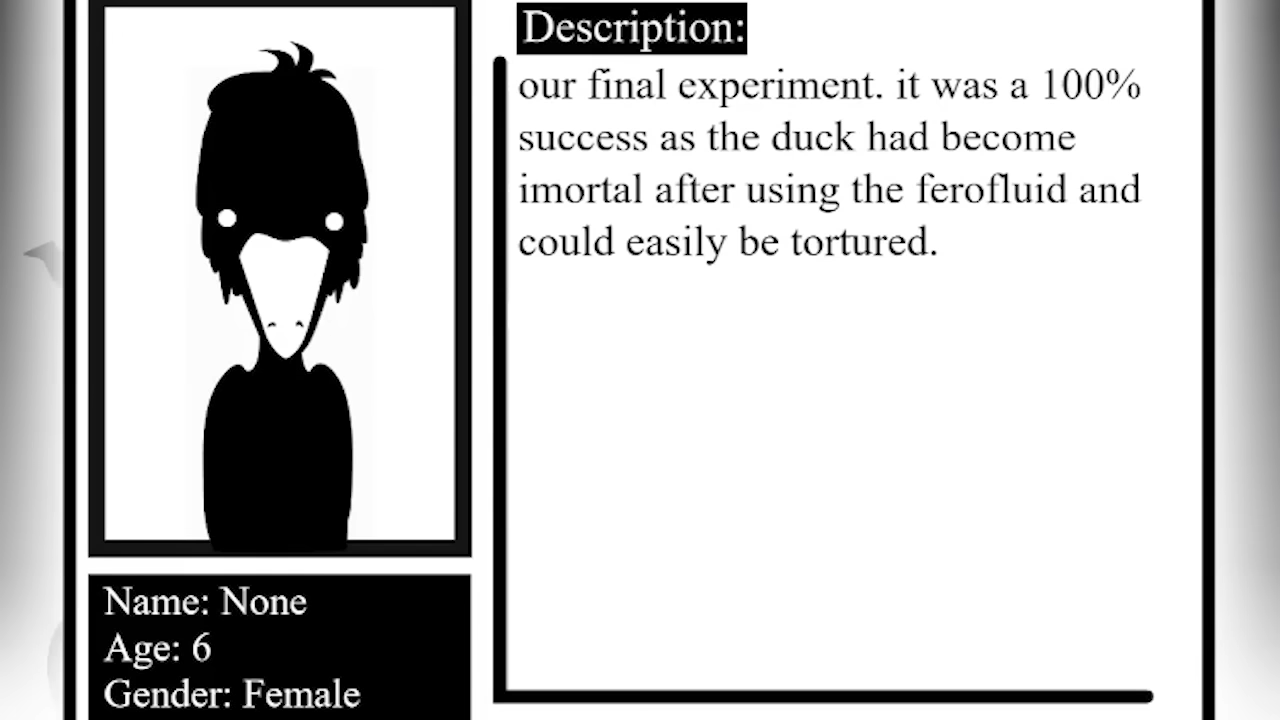 Description:
our final experiment. it was a 100%
success as the duck had become
imortal after using the ferofluid and
could easily be tortured.
Name: None
Age: 6
Gender: Female